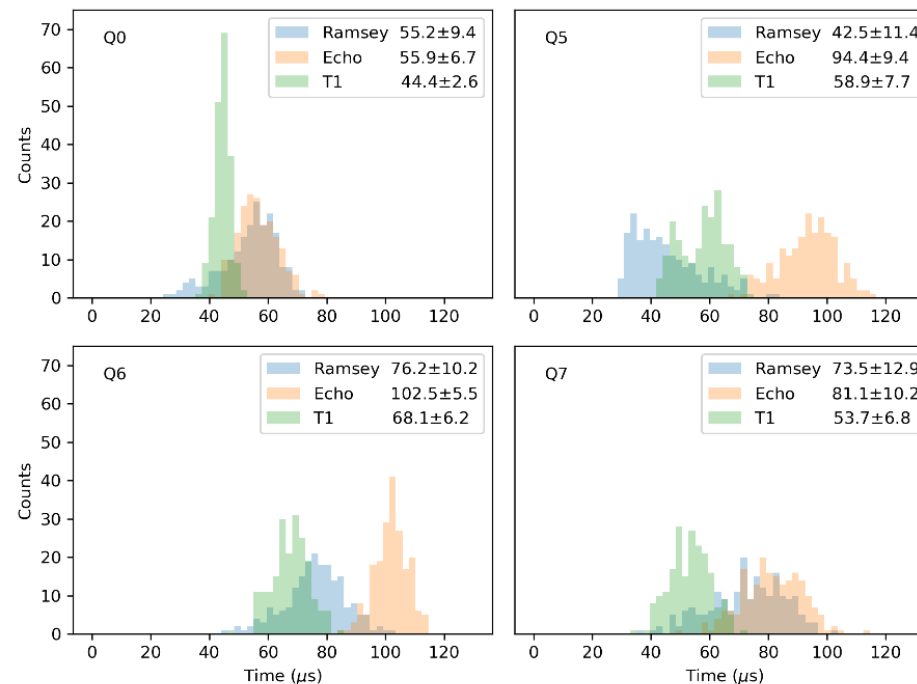 Q0
Ramsey 55.2±9.4
Echo 55.9±6.7
T1 44.4±2.6
Counts
70
60
50
40
30
20
10
0
0 20 40 60 80 100 120
Q5
Ramsey 42.5±11.4
Echo 94.4±9.4
T1 58.9±7.7
0 20 40 60 80 100 120
Q6
Ramsey 76.2±10.2
Echo 102.5±5.5
T1 68.1±6.2
Counts
70
60
50
40
30
20
10
0
0 20 40 60 80 100 120
Time (μs)
Q7
Ramsey 73.5±12.9
Echo 81.1±10.2
T1 53.7±6.8
0 20 40 60 80 100 120
Time (μs)